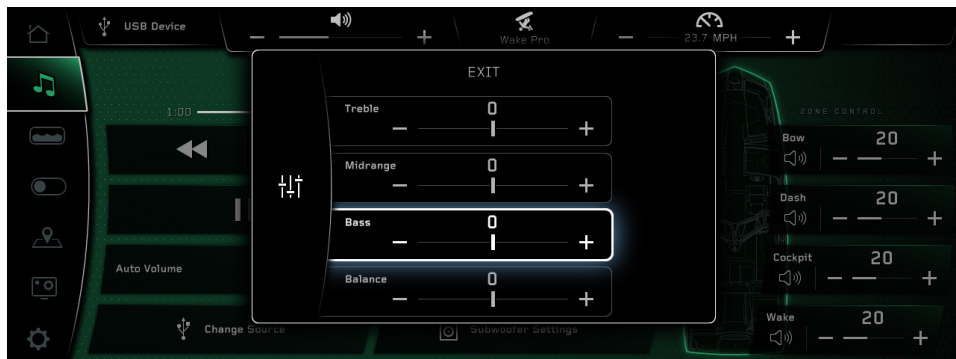 USB Device
Wake Pro
23.7 MPH
EXIT
Treble
0
Midrange
0
Bass
0
Balance
0
1:00
Auto Volume
Change Source
Subwoofer Settings
ZONE CONTROL
Bow
20
Dash
20
Cockpit
20
Wake
20